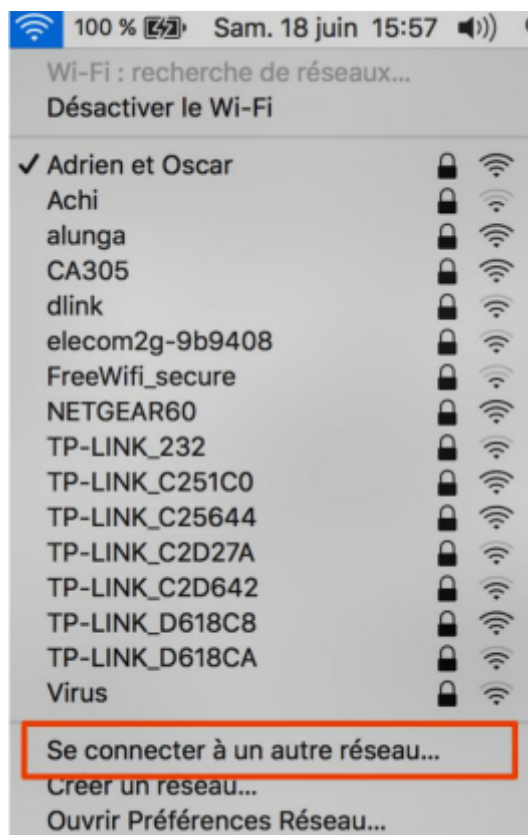 100 % Sam. 18 juin 15:57
Wi-Fi : recherche de réseaux...
Désactiver le Wi-Fi
Adrien et Oscar
Achi
alunga
CA305
dlink
elecom2g-9b9408
FreeWifi_secure
NETGEAR60
TP-LINK_232
TP-LINK_C251C0
TP-LINK_C25644
TP-LINK_C2D27A
TP-LINK_C2D642
TP-LINK_D618C8
TP-LINK_D618CA
Virus
Se connecter à un autre réseau...
Créer un réseau...
Ouvrir Préférences Réseau...